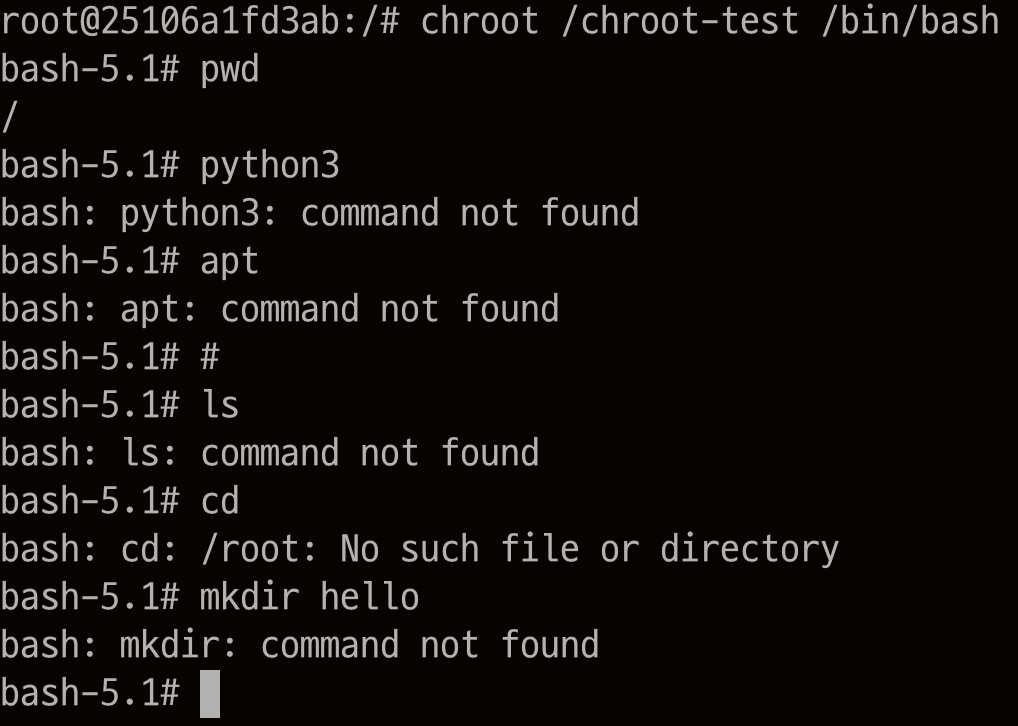 root@25106a1fd3ab:/# chroot /chroot-test /bin/bash
bash-5.1# pwd
/
bash-5.1# python3
bash: python3: command not found
bash-5.1# apt
bash: apt: command not found
bash-5.1# #
bash-5.1# ls
bash: ls: command not found
bash-5.1# cd
bash: cd: /root: No such file or directory
bash-5.1# mkdir hello
bash: mkdir: command not found
bash-5.1#